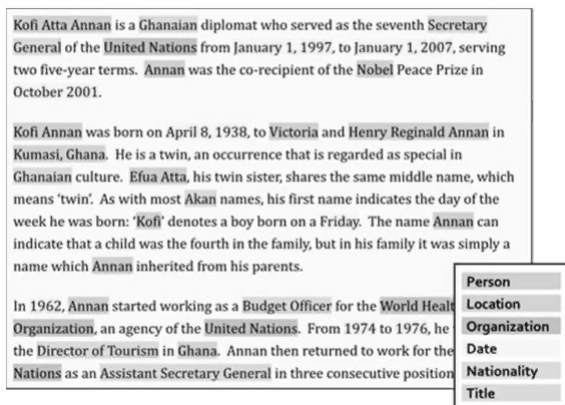 Kofi Atta Annan is a Ghanaian diplomat who served as the seventh Secretary
General of the United Nations from January 1, 1997, to January 1, 2007, serving
two five-year terms. Annan was the co-recipient of the Nobel Peace Prize in
October 2001.
Kofi Annan was born on April 8, 1938, to Victoria and Henry Reginald Annan in
Kumasi, Ghana. He is a twin, an occurrence that is regarded as special in
Ghanaian culture. Efua Atta, his twin sister, shares the same middle name, which
means 'twin'. As with most Akan names, his first name indicates the day of the
week he was born: 'Kofi' denotes a boy born on a Friday. The name Annan can
indicate that a child was the fourth in the family, but in his family it was simply a
name which Annan inherited from his parents.
In 1962, Annan started working as a Budget Officer for the World Healt
Organization, an agency of the United Nations. From 1974 to 1976, he
the Director of Tourism in Ghana. Annan then returned to work for the
Nations as an Assistant Secretary General in three consecutive position
Person
Location
Organization
Date
Nationality
Title